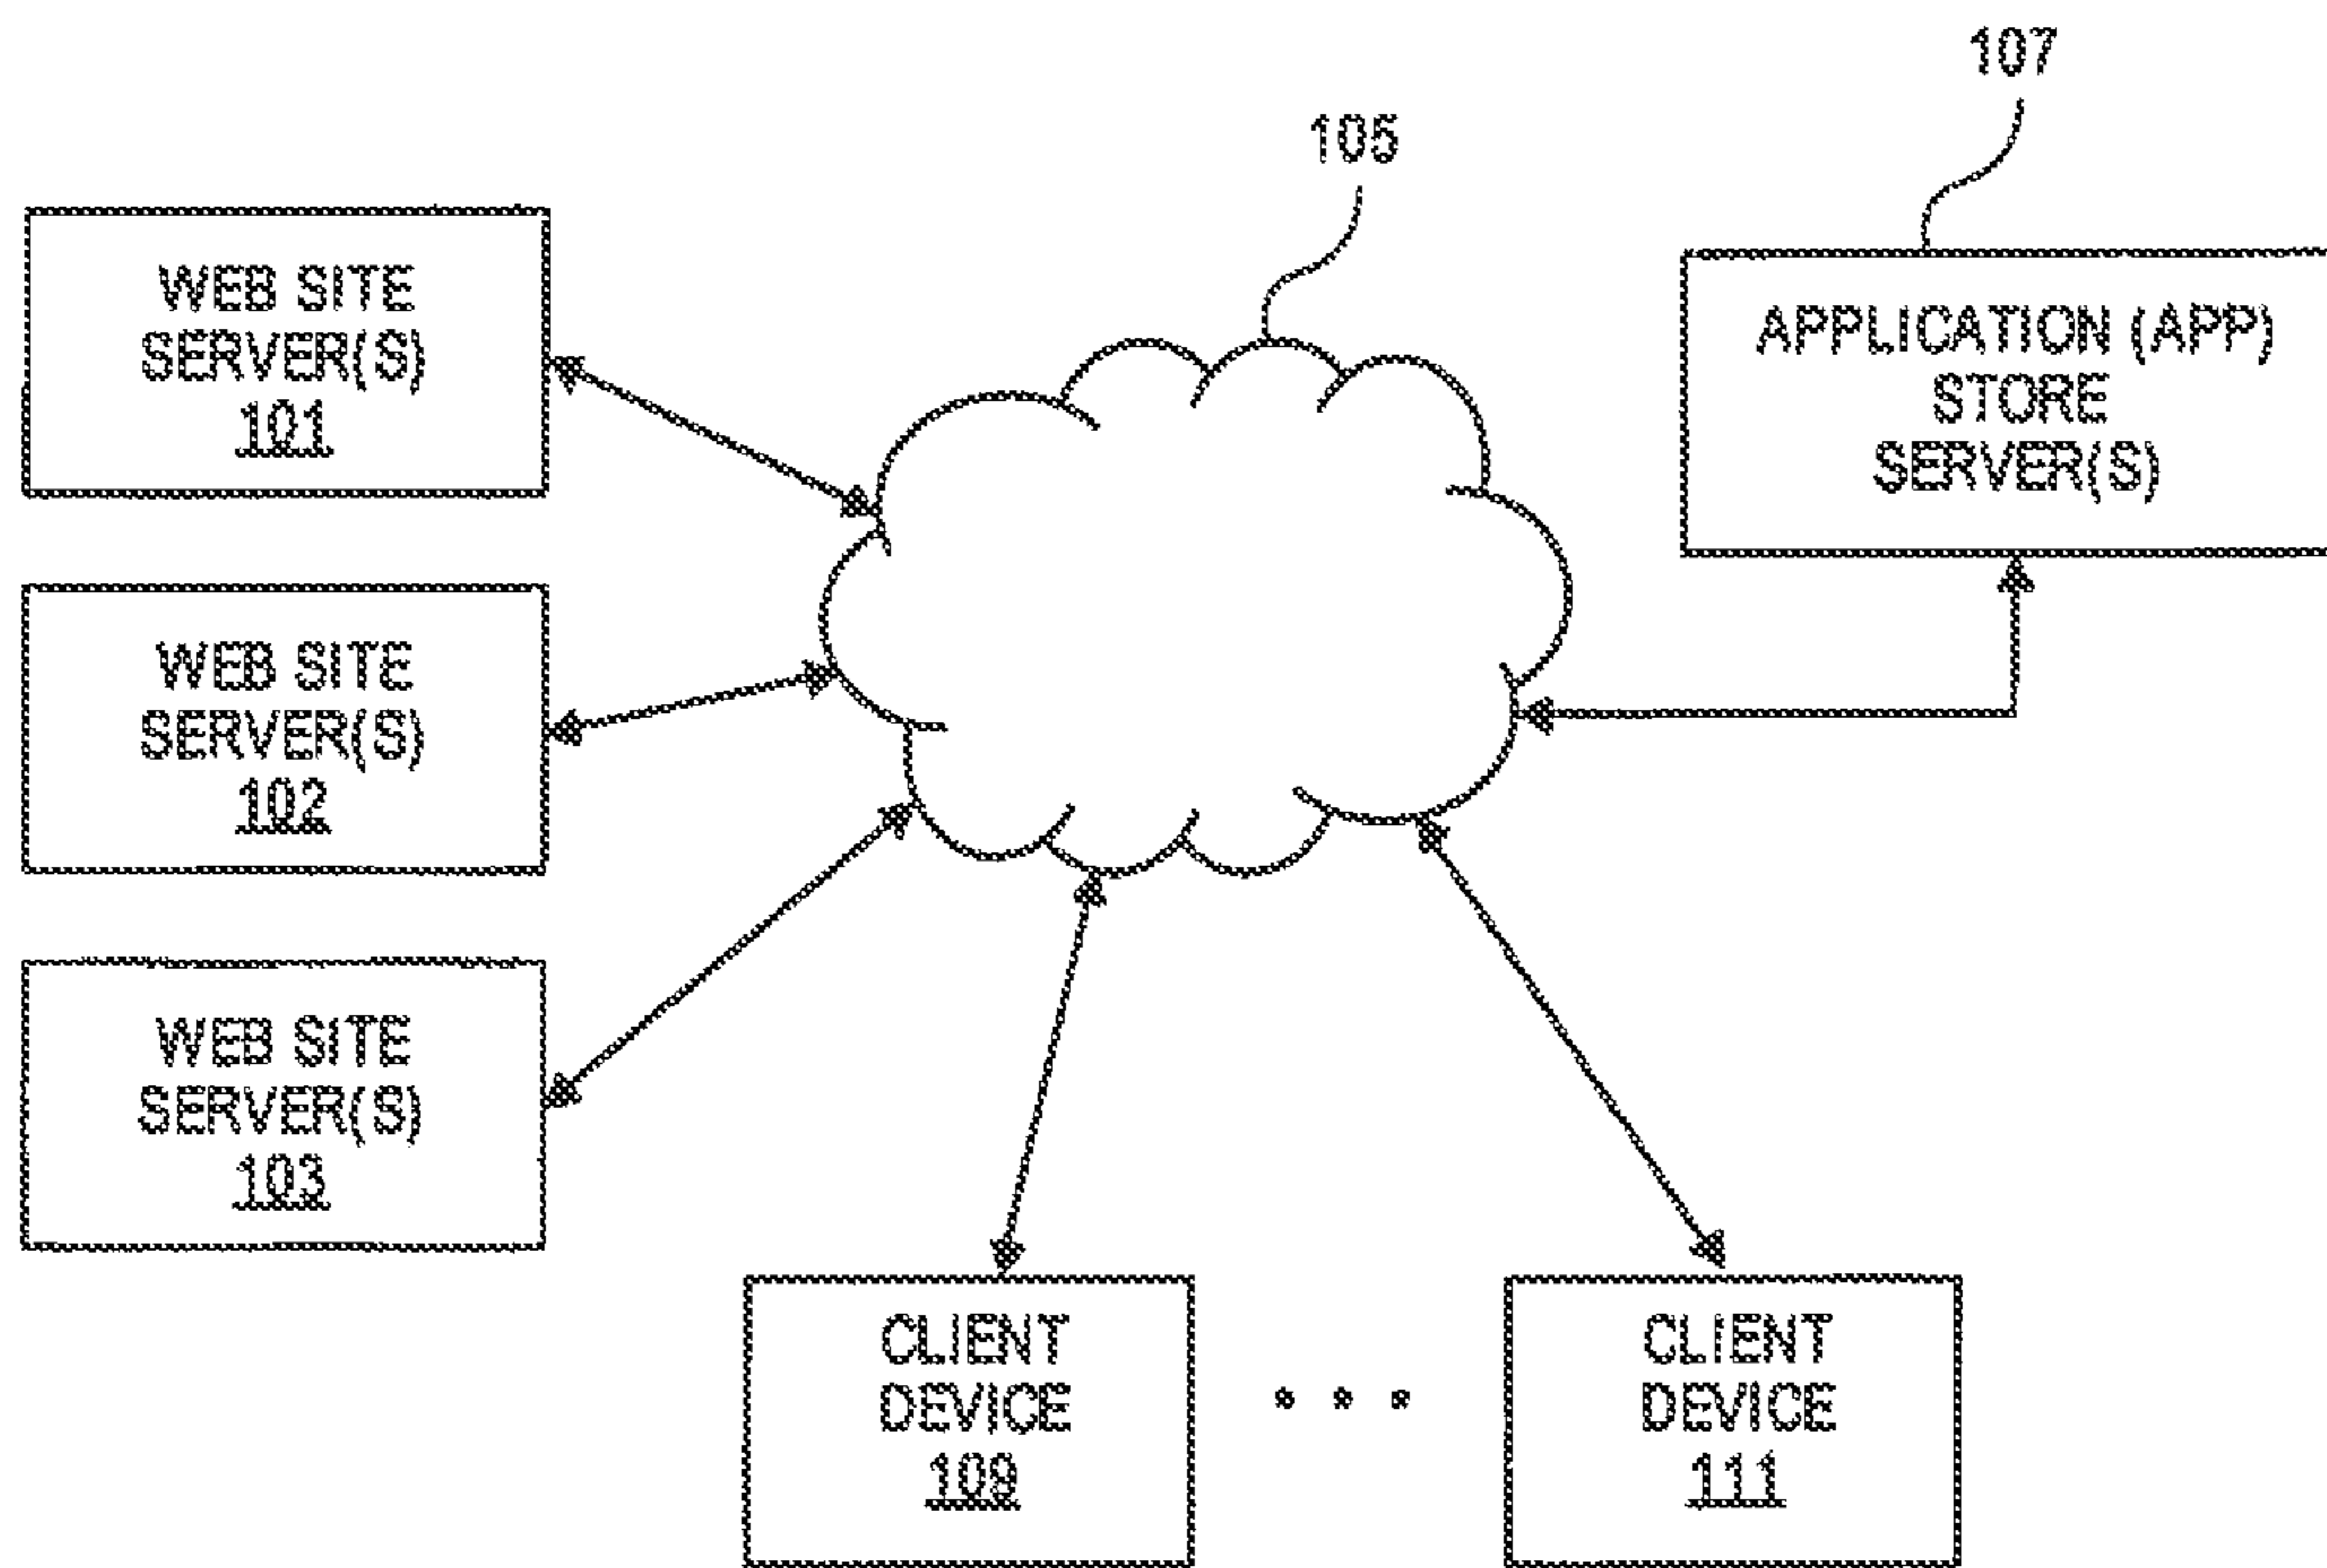 107
105
WEB SITE
SERVER(S)
101
APPLICATION (APP)
STORE
SERVER(S)
WEB SITE
SERVER(S)
102
WEB SITE
SERVER(S)
103
CLIENT
DEVICE
109
CLIENT
DEVICE
111